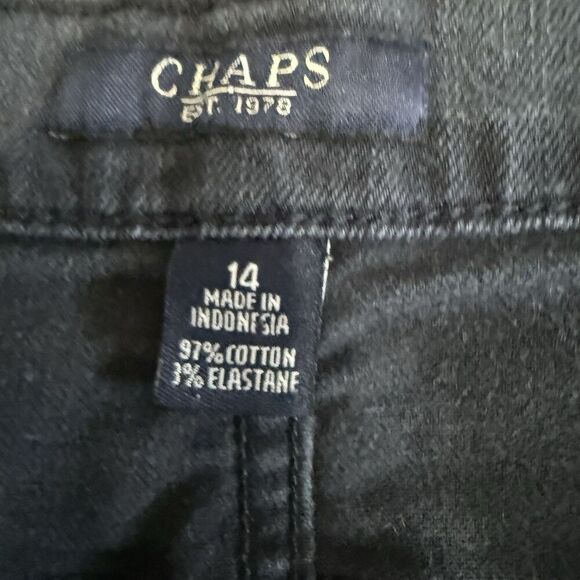 CHAPS
EST. 1978
14
MADE IN
INDONESIA
97% COTTON
3% ELASTANE